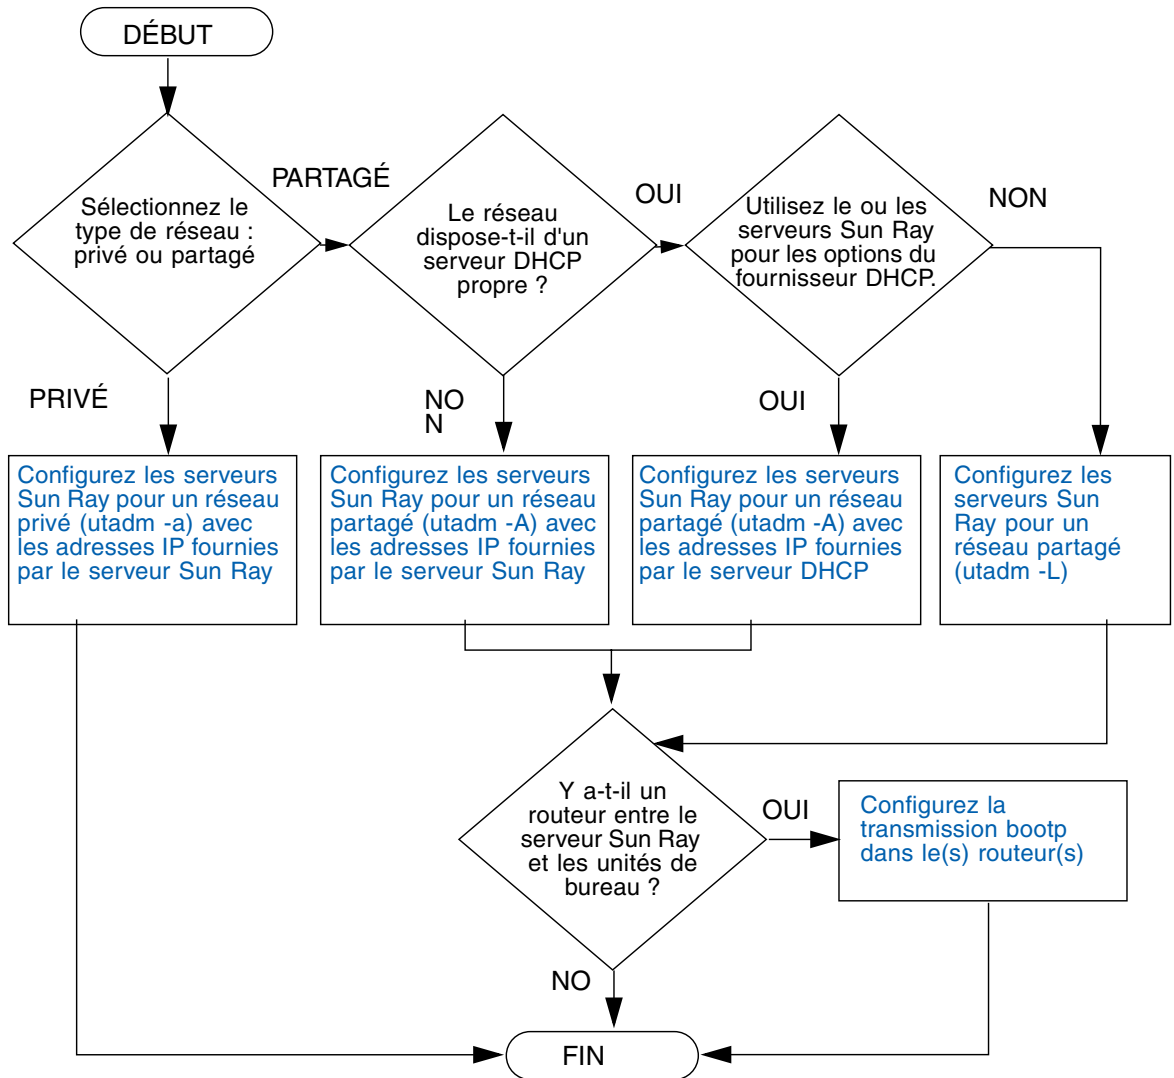 DÉBUT
PARTAGÉ
Sélectionnez le
type de réseau :
privé ou partagé
OUI
Le réseau
dispose-t-il d'un
serveur DHCP
propre ?
NON
Utilisez le ou les
serveurs Sun Ray
pour les options du
fournisseur DHCP.
PRIVÉ
NO
N
OUI
Configurez les serveurs
Sun Ray pour un réseau
privé (utadm -a) avec
les adresses IP fournies
par le serveur Sun Ray
Configurez les serveurs
Sun Ray pour un réseau
partagé (utadm -A) avec
les adresses IP fournies
par le serveur Sun Ray
Configurez les serveurs
Sun Ray pour un réseau
partagé (utadm -A) avec
les adresses IP fournies
par le serveur DHCP
Configurez les
serveurs Sun
Ray pour un
réseau partagé
(utadm -L)
Y a-t-il un
routeur entre le
serveur Sun Ray
et les unités de
bureau ?
OUI
Configurez la
transmission bootp
dans le(s) routeur(s)
NO
FIN